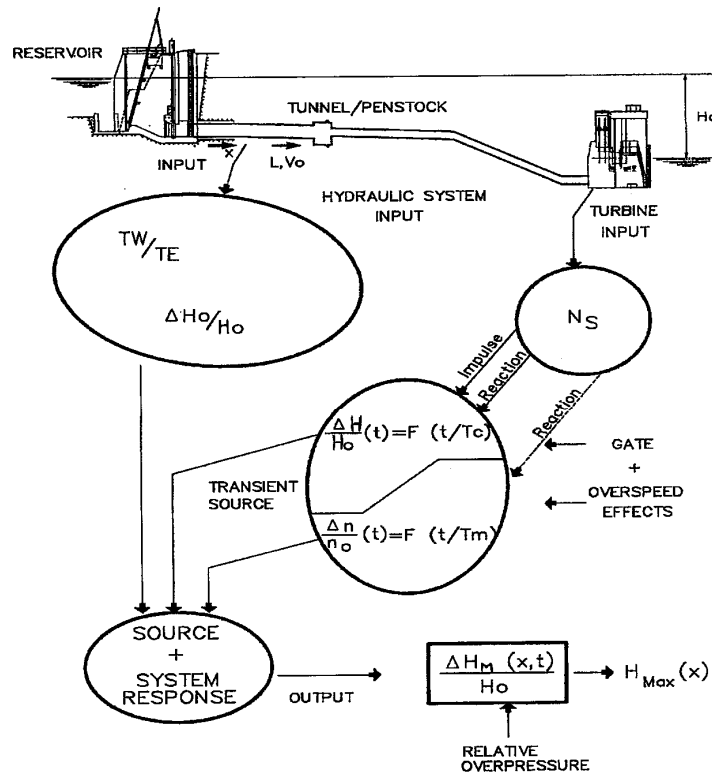 RESERVOIR
TUNNEL/PENSTOCK
Ho
INPUT
x
L,Vo
HYDRAULIC SYSTEM
INPUT
TURBINE
INPUT
TW/TE
ΔHo/Ho
NS
Impulse
Reaction
Reaction
ΔH/Ho (t)=F (t/Tc)
TRANSIENT
SOURCE
GATE
+
OVERSPEED
EFFECTS
Δn/no (t)=F (t/Tm)
SOURCE
+
SYSTEM
RESPONSE
OUTPUT
ΔHM (x,t)
Ho
HMax(x)
RELATIVE
OVERPRESSURE